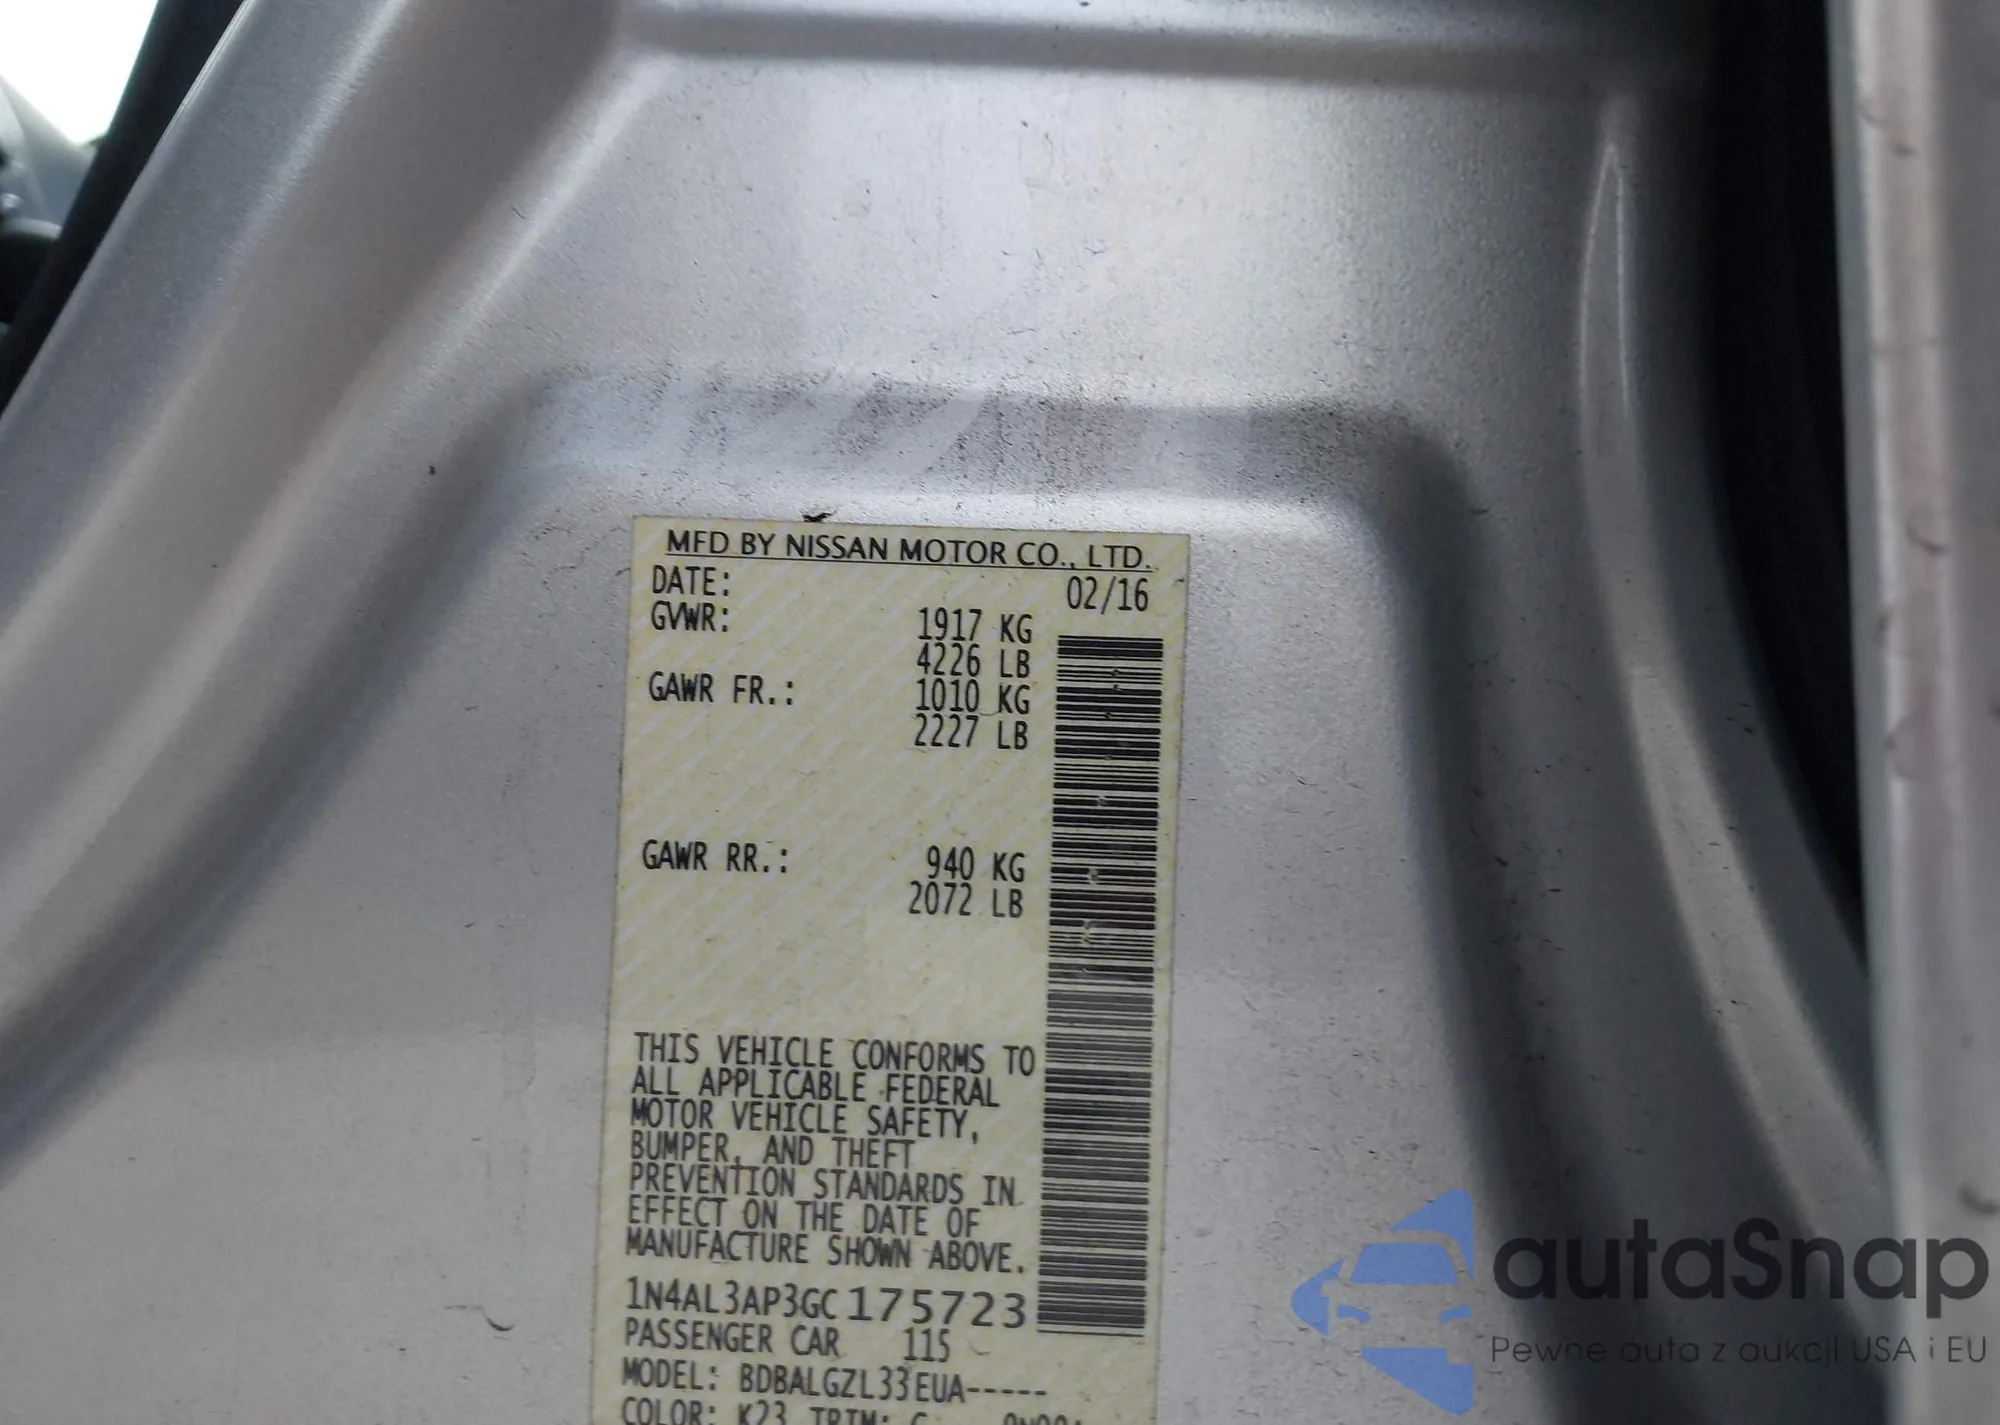 MFD BY NISSAN MOTOR CO., LTD.
DATE: 02/16
GVWR: 1917 KG
4226 LB
GAWR FR.: 1010 KG
2227 LB
GAWR RR.: 940 KG
2072 LB
THIS VEHICLE CONFORMS TO
ALL APPLICABLE FEDERAL
MOTOR VEHICLE SAFETY,
BUMPER, AND THEFT
PREVENTION STANDARDS IN
EFFECT ON THE DATE OF
MANUFACTURE SHOWN ABOVE.
1N4AL3AP3GC175723
PASSENGER CAR 115
MODEL: BDBALGZL33EUA-----
COLOR: K23 TRIM: G
autaSnap
Pewne auta z aukcji USA i EU